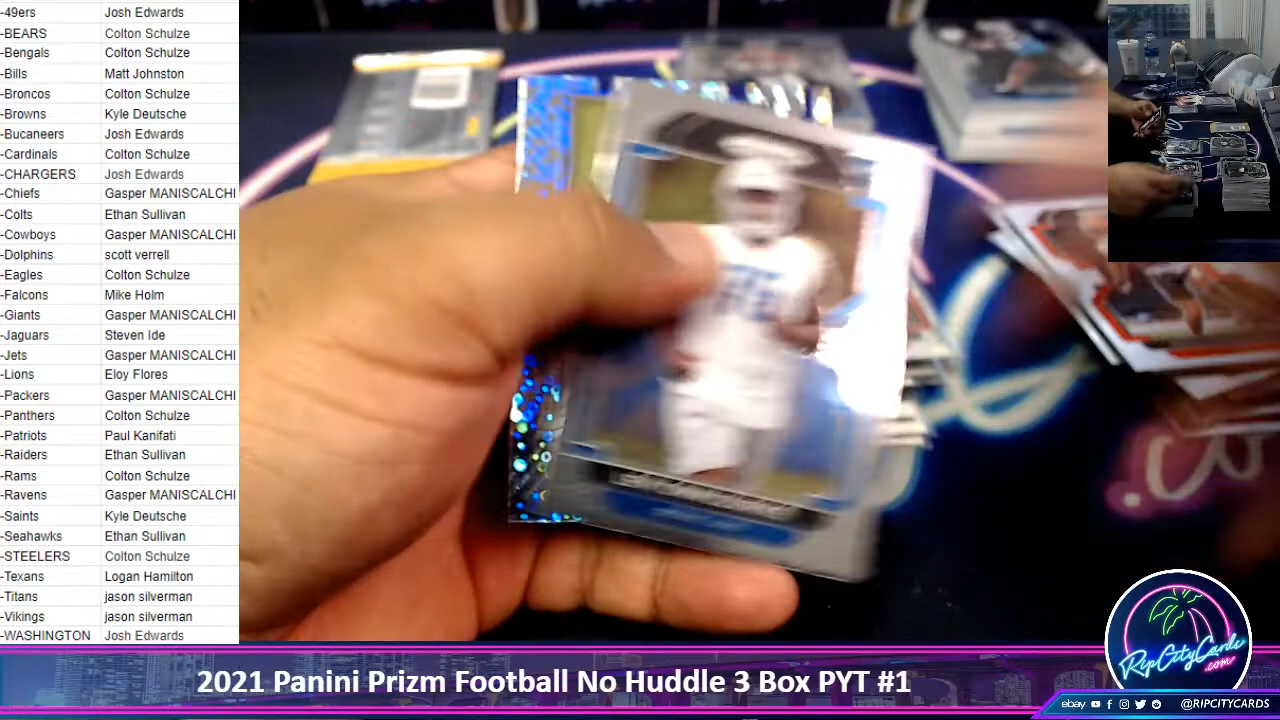 -49ers Josh Edwards
-BEARS Colton Schulze
-Bengals Colton Schulze
-Bills Matt Johnston
-Broncos Colton Schulze
-Browns Kyle Deutsche
-Bucaneers Josh Edwards
-Cardinals Colton Schulze
-CHARGERS Josh Edwards
-Chiefs Gasper MANISCALCHI
-Colts Ethan Sullivan
-Cowboys Gasper MANISCALCHI
-Dolphins scott verrell
-Eagles Colton Schulze
-Falcons Mike Holm
-Giants Gasper MANISCALCHI
-Jaguars Steven Ide
-Jets Gasper MANISCALCHI
-Lions Eloy Flores
-Packers Gasper MANISCALCHI
-Panthers Colton Schulze
-Patriots Paul Kanifati
-Raiders Ethan Sullivan
-Rams Colton Schulze
-Ravens Gasper MANISCALCHI
-Saints Kyle Deutsche
-Seahawks Ethan Sullivan
-STEELERS Colton Schulze
-Texans Logan Hamilton
-Titans jason silverman
-Vikings jason silverman
-WASHINGTON Josh Edwards
.co
RipCityCards
.com
2021 Panini Prizm Football No Huddle 3 Box PYT #1
ebay @RIPCITYCARDS